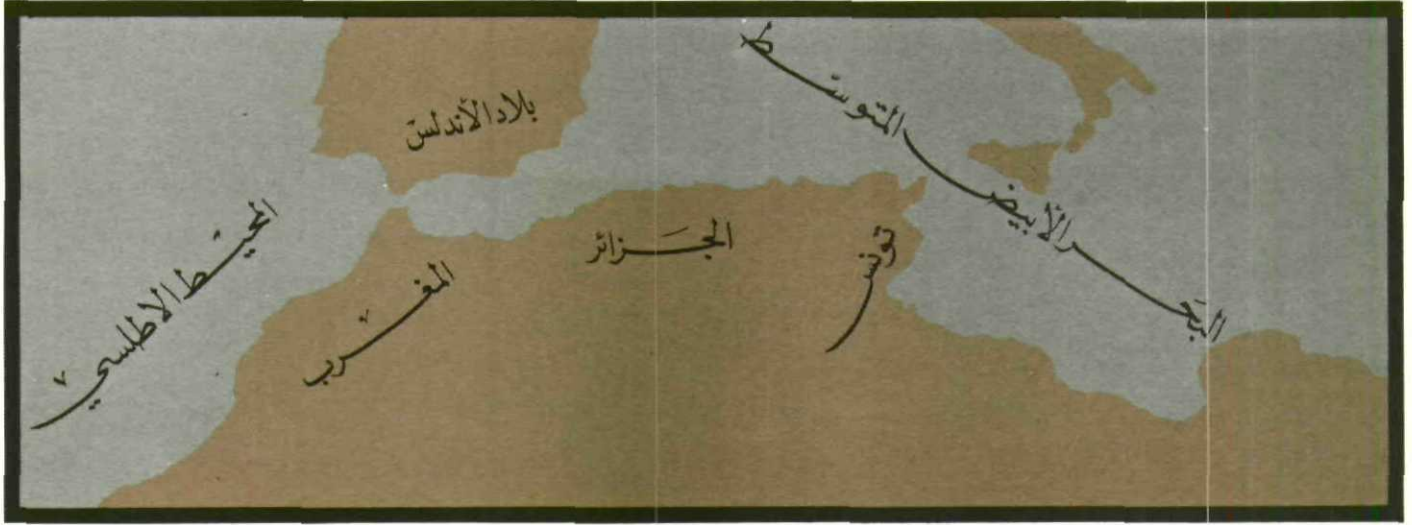 البحر الأبيض المتوسط
بلاد الأندلس
المحيط الاطلسي
المغرب
الجزائر
تونس